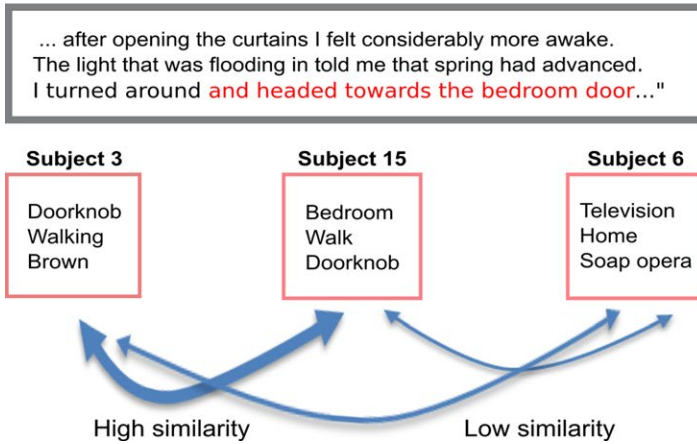 ... after opening the curtains I felt considerably more awake.
The light that was flooding in told me that spring had advanced.
I turned around and headed towards the bedroom door..."
Subject 3
Subject 15
Subject 6
Doorknob
Walking
Brown
Bedroom
Walk
Doorknob
Television
Home
Soap opera
High similarity
Low similarity